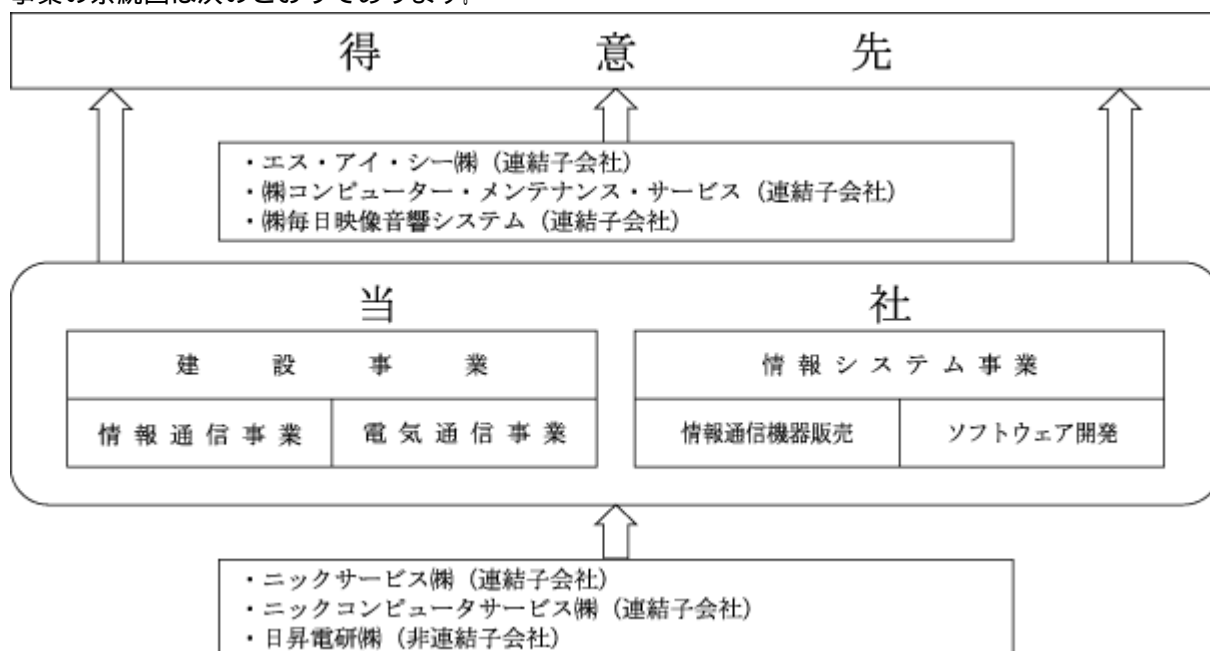 事業の系統図は次のとおりであります。
得意先
・エス・アイ・シー㈱(連結子会社)
・㈱コンピューター・メンテナンス・サービス(連結子会社)
・㈱毎日映像音響システム(連結子会社)
当社
建設事業
情報システム事業
情報通信事業
電気通信事業
情報通信機器販売
ソフトウェア開発
・ニックサービス㈱(連結子会社)
・ニックコンピュータサービス㈱(連結子会社)
・日昇電研㈱(非連結子会社)